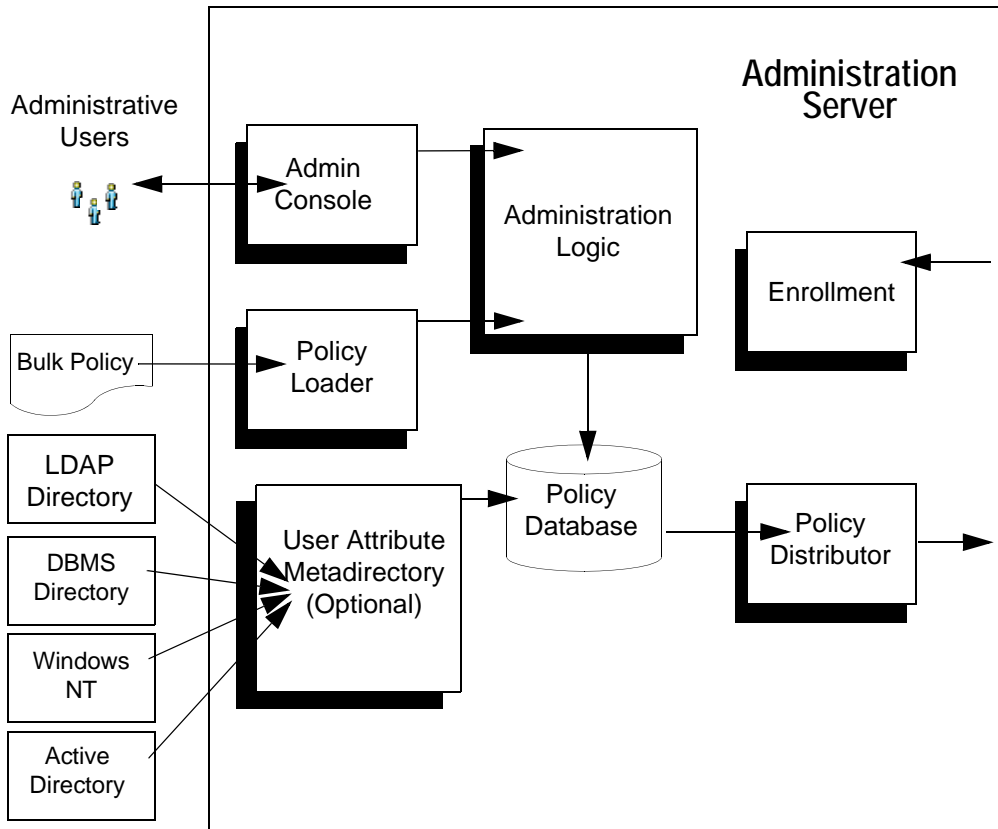 Administration
Server
Administrative
Users
Admin
Console
Administration
Logic
Enrollment
Bulk Policy
Policy
Loader
LDAP
Directory
DBMS
Directory
Windows
NT
Active
Directory
User Attribute
Metadirectory
(Optional)
Policy
Database
Policy
Distributor